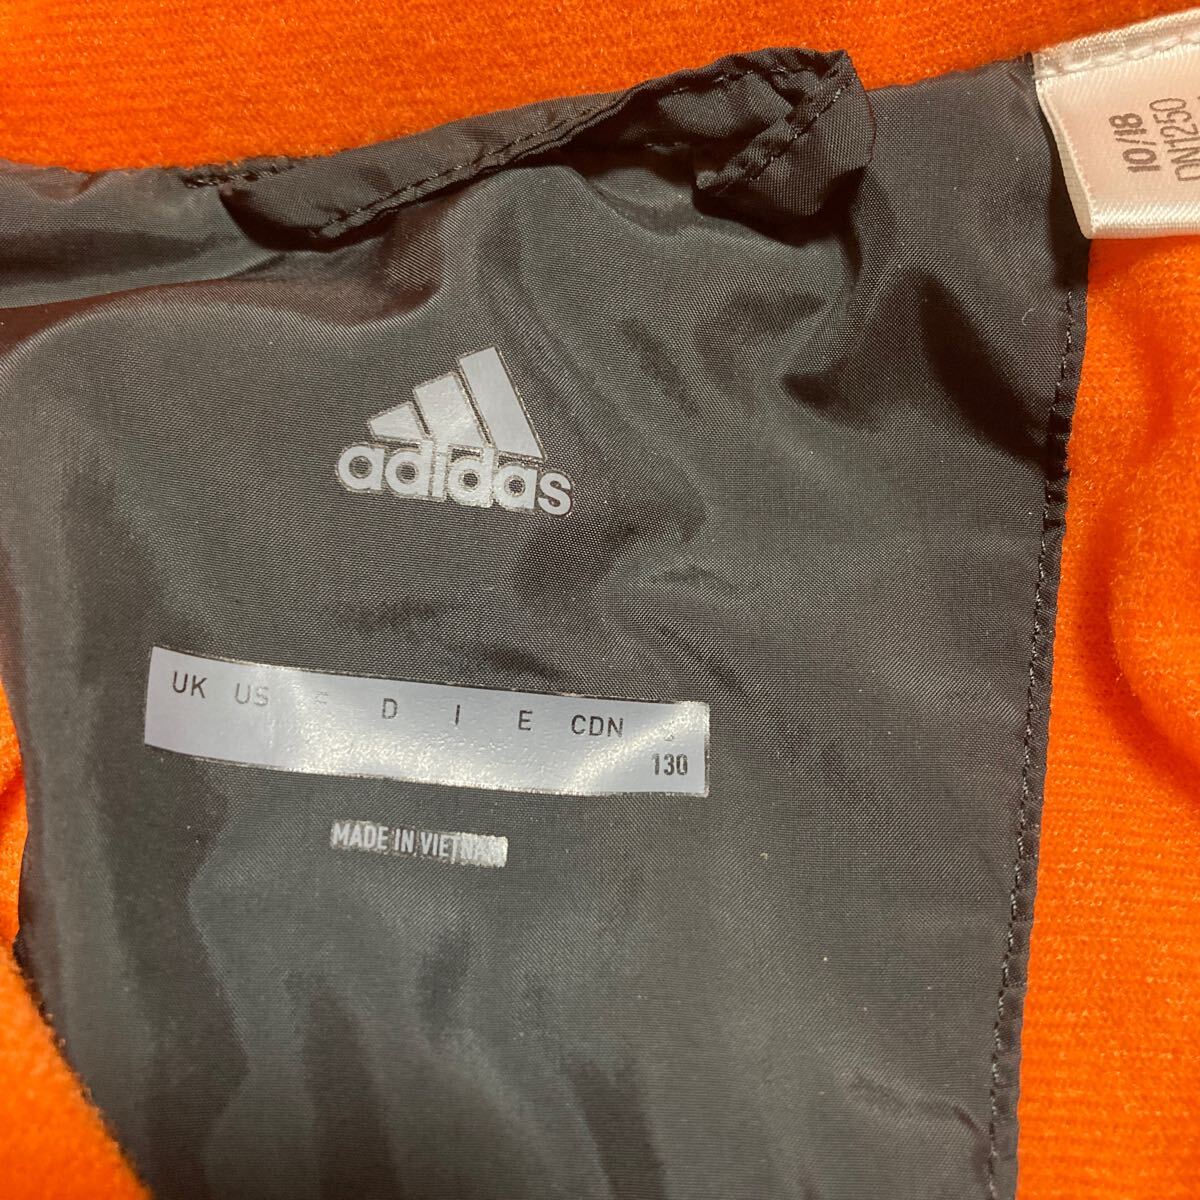 adidas
UK US F D I E CDN J
130
MADE IN VIETNAM
10/18
DN1250